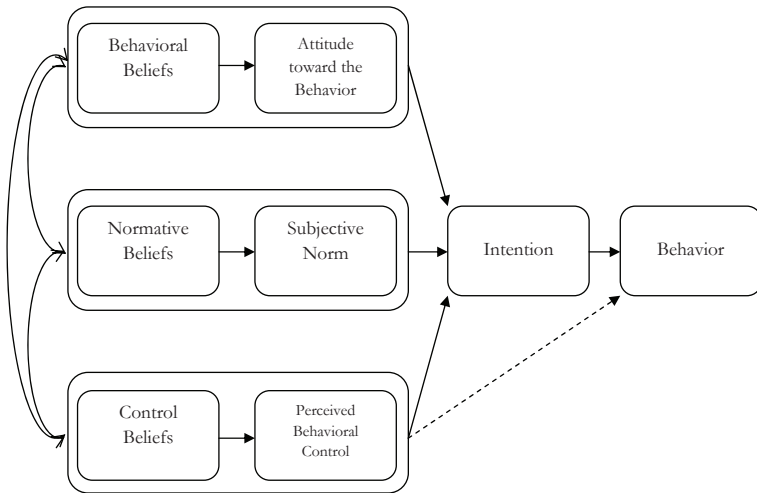 Behavioral
Beliefs
Attitude
toward the
Behavior
Normative
Beliefs
Subjective
Norm
Intention
Behavior
Control
Beliefs
Perceived
Behavioral
Control